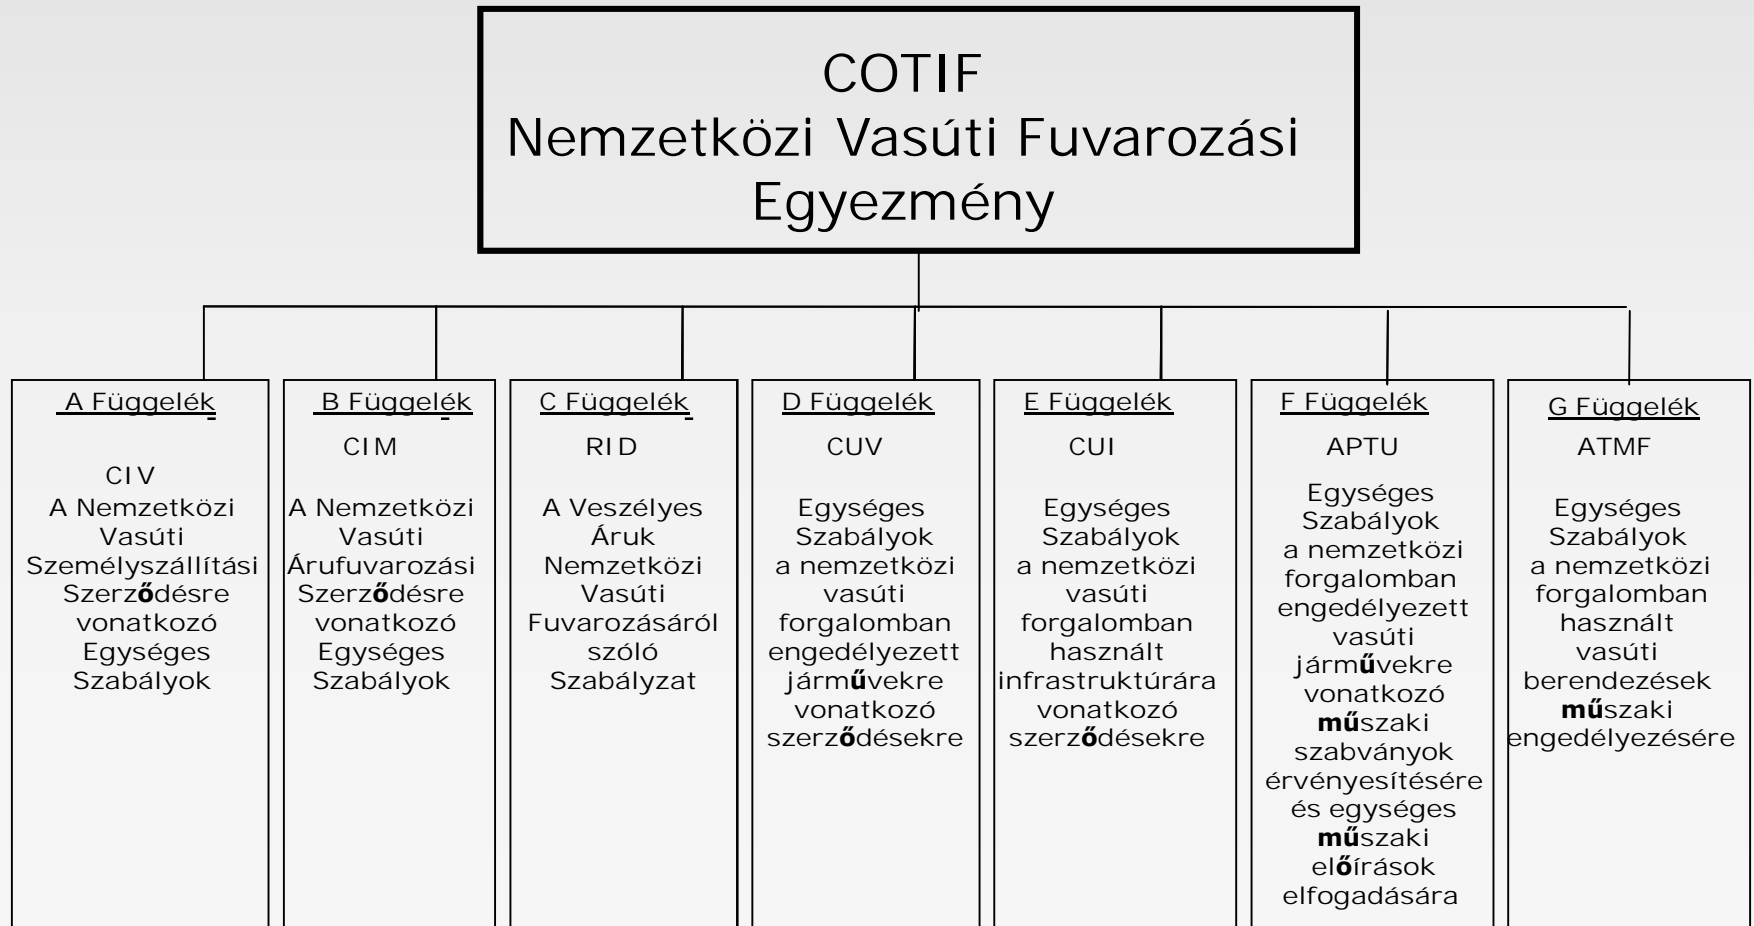 COTIF
Nemzetközi Vasúti Fuvarozási
Egyezmény
A Függelék
CIV
A Nemzetközi
Vasúti
Személyszállítási
Szerződésre
vonatkozó
Egységes
Szabályok
B Függelék
CIM
A Nemzetközi
Vasúti
Árufuvarozási
Szerződésre
vonatkozó
Egységes
Szabályok
C Függelék
RID
A Veszélyes
Áruk
Nemzetközi
Vasúti
Fuvarozásáról
szóló
Szabályzat
D Függelék
CUV
Egységes
Szabályok
a nemzetközi
vasúti
forgalomban
engedélyezett
járművekre
vonatkozó
szerződésekre
E Függelék
CUI
Egységes
Szabályok
a nemzetközi
vasúti
forgalomban
használt
infrastruktúrára
vonatkozó
szerződésekre
F Függelék
APTU
Egységes
Szabályok
a nemzetközi
forgalomban
engedélyezett
vasúti
járművekre
vonatkozó
műszaki
szabványok
érvényesítésére
és egységes
műszaki
előírások
elfogadására
G Függelék
ATMF
Egységes
Szabályok
a nemzetközi
forgalomban
használt
vasúti
berendezések
műszaki
engedélyezésére